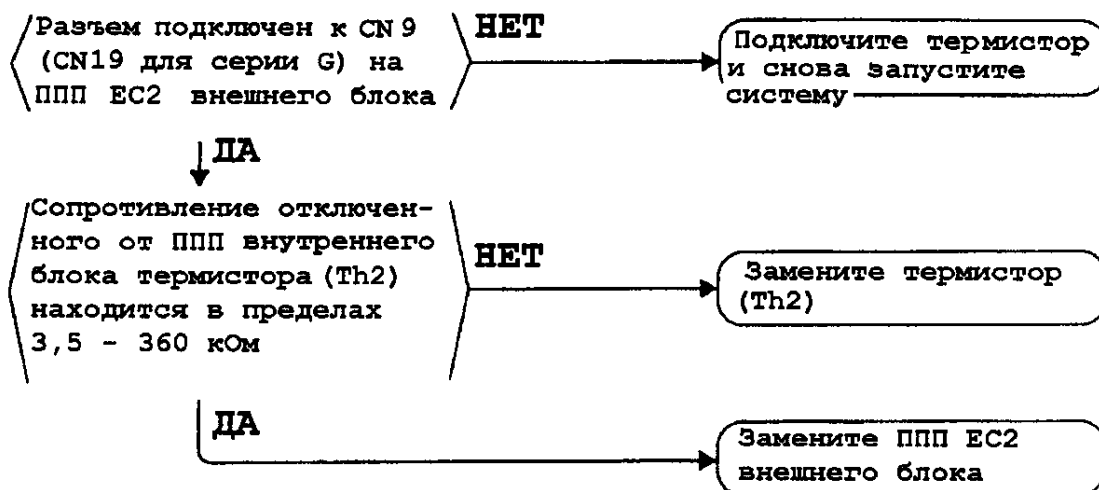 Разъем подключен к CN 9
(CN19 для серии G) на
ППП EC2 внешнего блока
НЕТ
Подключите термистор
и снова запустите
систему
ДА
Сопротивление отключен-
ного от ППП внутреннего
блока термистора (Th2)
находится в пределах
3,5 - 360 кОм
НЕТ
Замените термистор
(Th2)
ДА
Замените ППП EC2
внешнего блока